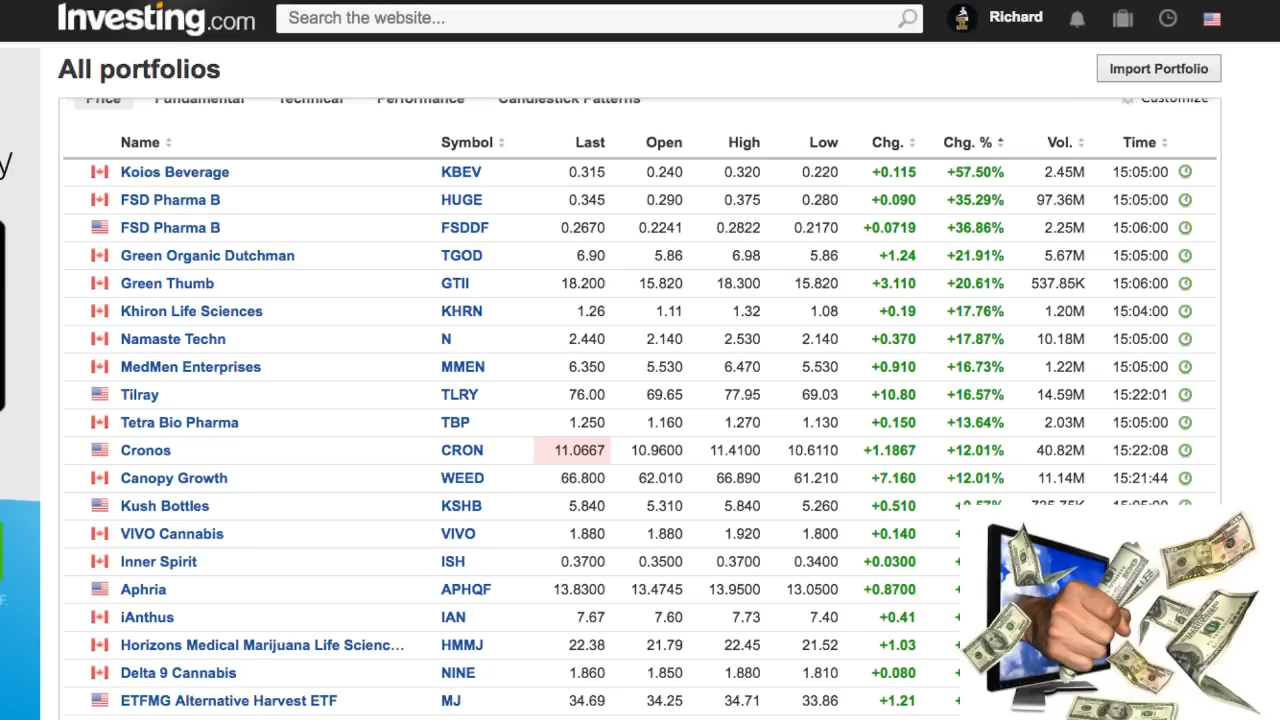 Investing.com Search the website... Richard
All portfolios Import Portfolio
Price Fundamental Technical Performance Candlestick Patterns Customize
Name Symbol Last Open High Low Chg. Chg. % Vol. Time
Koios Beverage KBEV 0.315 0.240 0.320 0.220 +0.115 +57.50% 2.45M 15:05:00
FSD Pharma B HUGE 0.345 0.290 0.375 0.280 +0.090 +35.29% 97.36M 15:05:00
FSD Pharma B FSDDF 0.2670 0.2241 0.2822 0.2170 +0.0719 +36.86% 2.25M 15:06:00
Green Organic Dutchman TGOD 6.90 5.86 6.98 5.86 +1.24 +21.91% 5.67M 15:05:00
Green Thumb GTII 18.200 15.820 18.300 15.820 +3.110 +20.61% 537.85K 15:06:00
Khiron Life Sciences KHRN 1.26 1.11 1.32 1.08 +0.19 +17.76% 1.20M 15:04:00
Namaste Techn N 2.440 2.140 2.530 2.140 +0.370 +17.87% 10.18M 15:05:00
MedMen Enterprises MMEN 6.350 5.530 6.470 5.530 +0.910 +16.73% 1.22M 15:05:00
Tilray TLRY 76.00 69.65 77.95 69.03 +10.80 +16.57% 14.59M 15:22:01
Tetra Bio Pharma TBP 1.250 1.160 1.270 1.130 +0.150 +13.64% 2.03M 15:05:00
Cronos CRON 11.0667 10.9600 11.4100 10.6110 +1.1867 +12.01% 40.82M 15:22:08
Canopy Growth WEED 66.800 62.010 66.890 61.210 +7.160 +12.01% 11.14M 15:21:44
Kush Bottles KSHB 5.840 5.310 5.840 5.260 +0.510
VIVO Cannabis VIVO 1.880 1.880 1.920 1.800 +0.140
Inner Spirit ISH 0.3700 0.3500 0.3700 0.3400 +0.0300
Aphria APHQF 13.8300 13.4745 13.9500 13.0500 +0.8700
iAnthus IAN 7.67 7.60 7.73 7.40 +0.41
Horizons Medical Marijuana Life Scienc... HMMJ 22.38 21.79 22.45 21.52 +1.03
Delta 9 Cannabis NINE 1.860 1.850 1.880 1.810 +0.080
ETFMG Alternative Harvest ETF MJ 34.69 34.25 34.71 33.86 +1.21